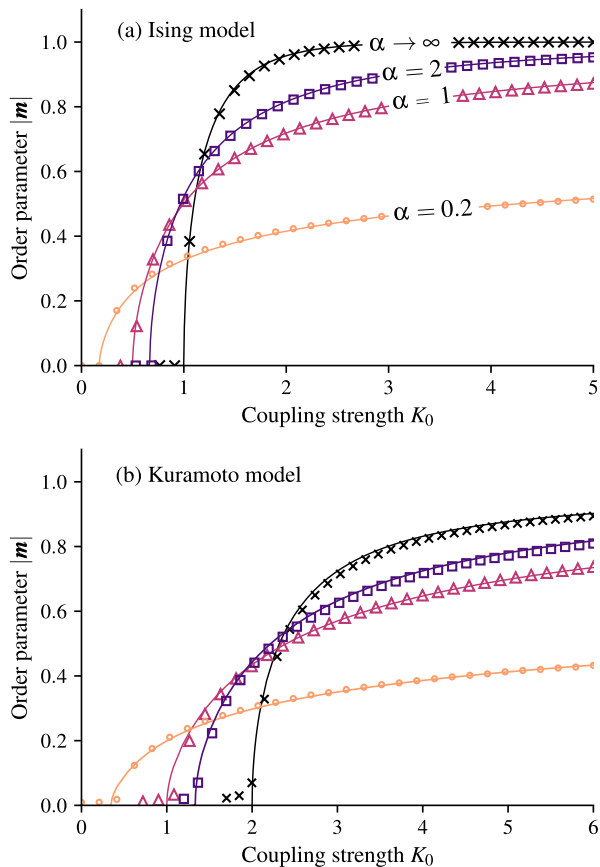 (a) Ising model
Order parameter |m|
1.0
0.8
0.6
0.4
0.2
0.0
α → ∞
α = 2
α = 1
α = 0.2
0 1 2 3 4 5
Coupling strength K₀
(b) Kuramoto model
Order parameter |m|
1.0
0.8
0.6
0.4
0.2
0.0
0 1 2 3 4 5 6
Coupling strength K₀